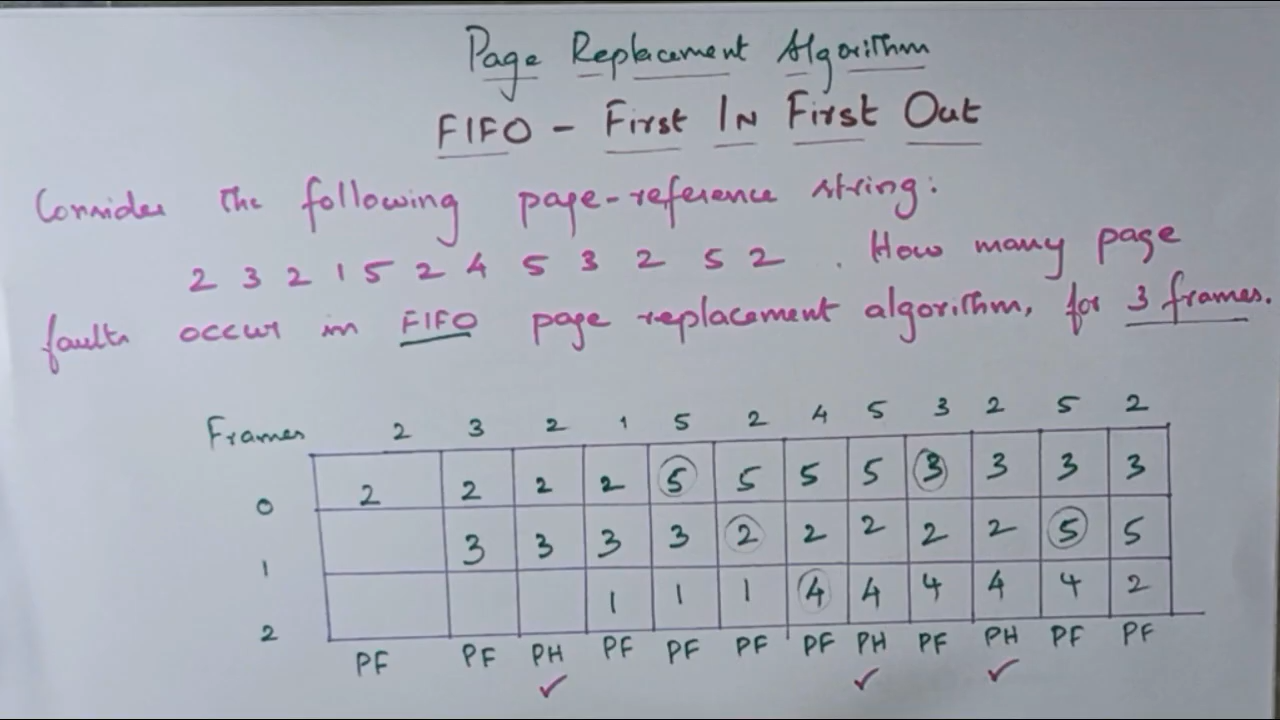 Page Replacement Algorithm
FIFO - First IN First Out
Consider the following page-reference string:
2 3 2 1 5 2 4 5 3 2 5 2 . How many page
faults occur in FIFO page replacement algorithm, for 3 frames.
Frames 2 3 2 1 5 2 4 5 3 2 5 2
0 2 2 2 2 5 5 5 5 3 3 3 3
1 3 3 3 3 2 2 2 2 2 5 5
2 1 1 1 4 4 4 4 4 2
PF PF PH PF PF PF PF PH PF PH PF PF
✓ ✓ ✓